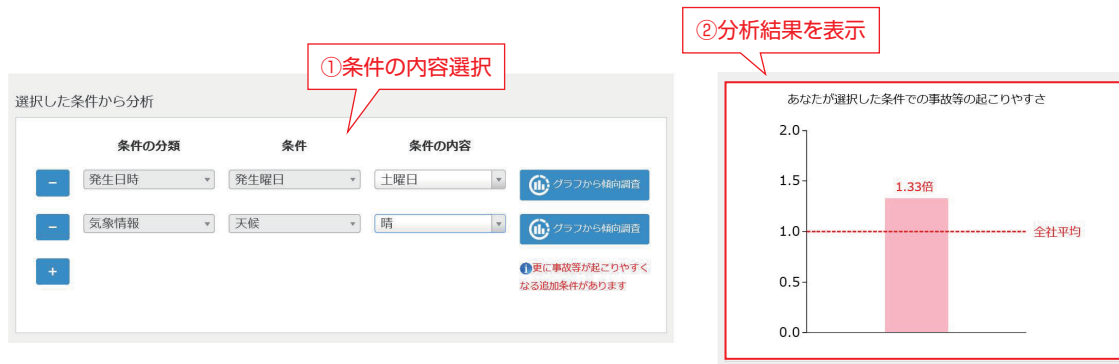 ①条件の内容選択
②分析結果を表示
選択した条件から分析
条件の分類 条件 条件の内容
− 発生日時 発生曜日 土曜日 グラフから傾向調査
− 気象情報 天候 晴 グラフから傾向調査
+ 更に事故等が起こりやすく
なる追加条件があります
あなたが選択した条件での事故等の起こりやすさ
2.0
1.5
1.33倍
1.0 全社平均
0.5
0.0